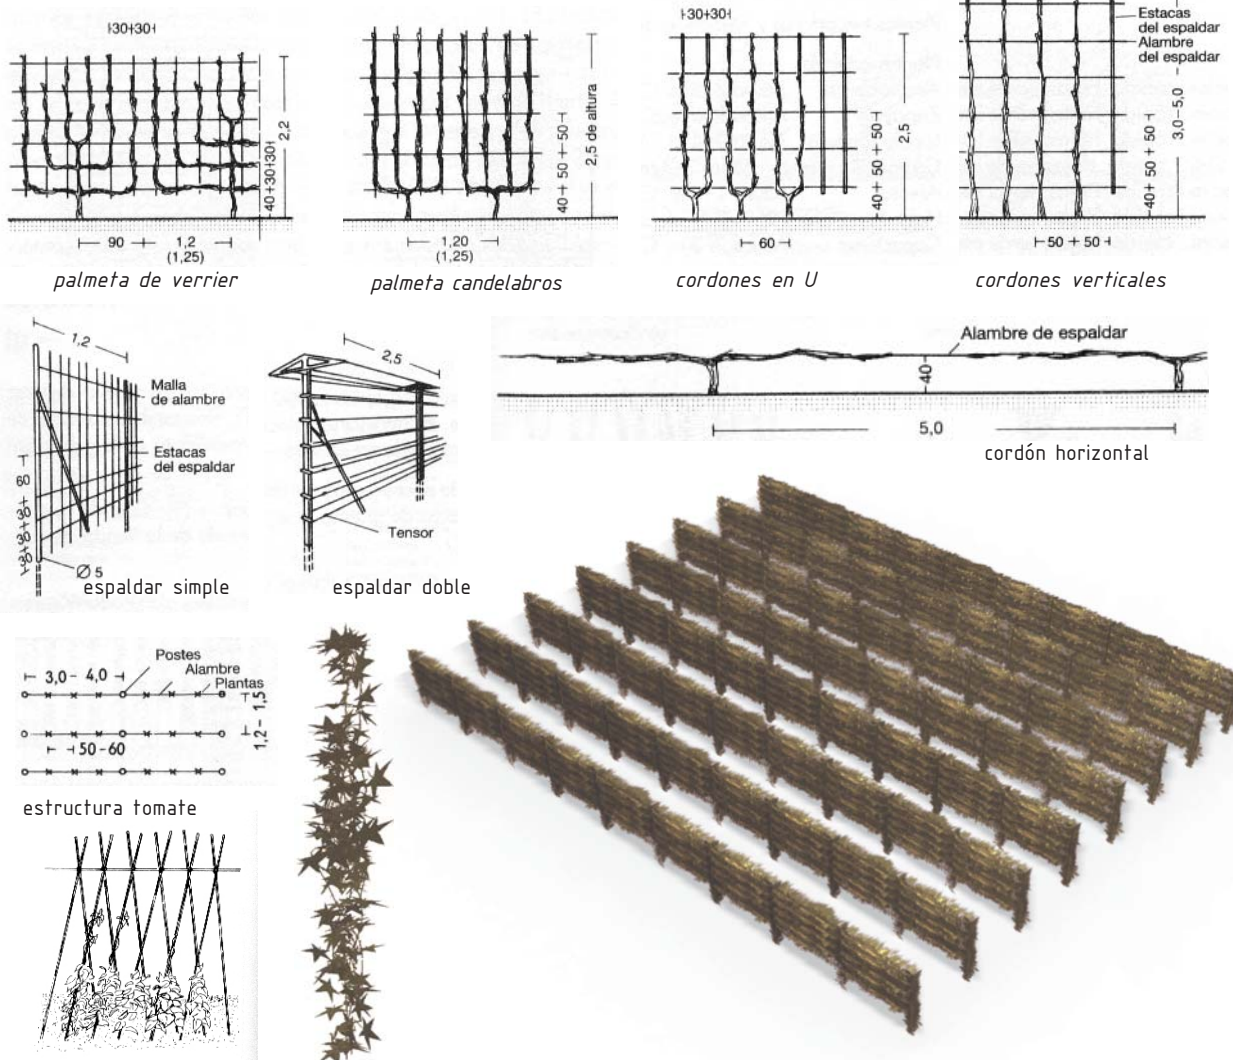 30+30
2,2
40+30+30+30
90
1,2
(1,25)
palmeta de verrier
2,5 de altura
40+50+50+50
1,20
(1,25)
palmeta candelabros
30+30
2,5
40+50+50+50
60
cordones en U
Estacas
del espaldar
Alambre
del espaldar
3,0-5,0
40+50+50
50+50
cordones verticales
1,2
Malla
de alambre
Estacas
del espaldar
60
Ø5
espaldar simple
2,5
Tensor
espaldar doble
Alambre de espaldar
40
5,0
cordón horizontal
3,0-4,0
Postes
Alambre
Plantas
50-60
1,2-1,5
estructura tomate